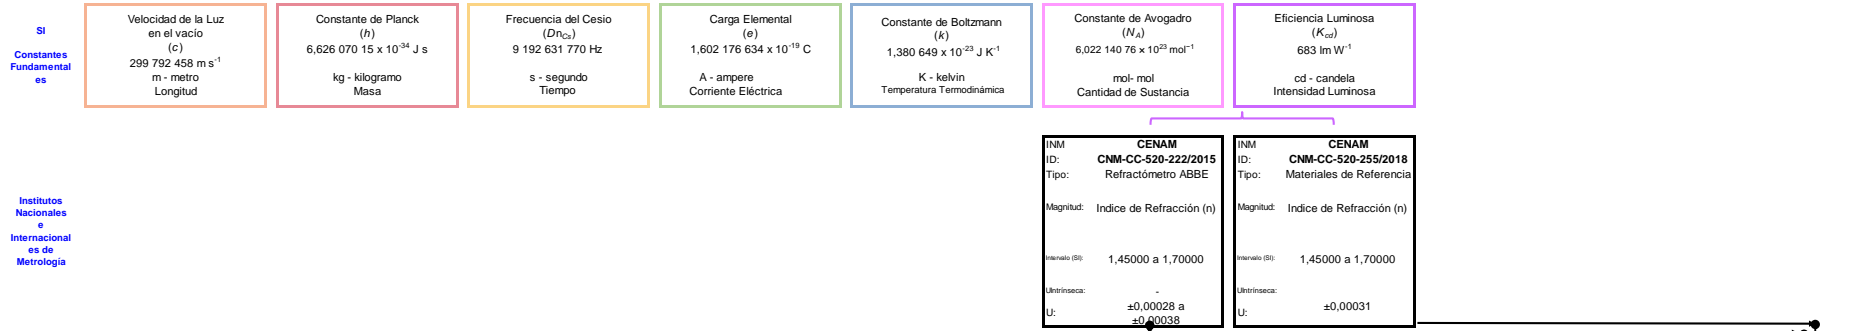 SI
Constantes
Fundamental
es
Velocidad de la Luz
en el vacío
(c)
299 792 458 m s-1
m - metro
Longitud
Constante de Planck
(h)
6,626 070 15 x 10-34 J s
kg - kilogramo
Masa
Frecuencia del Cesio
(DnCs)
9 192 631 770 Hz
s - segundo
Tiempo
Carga Elemental
(e)
1,602 176 634 x 10-19 C
A - ampere
Corriente Eléctrica
Constante de Boltzmann
(k)
1,380 649 x 10-23 J K-1
K - kelvin
Temperatura Termodinámica
Constante de Avogadro
(NA)
6,022 140 76 × 1023 mol−1
mol- mol
Cantidad de Sustancia
Eficiencia Luminosa
(Kcd)
683 lm W-1
cd - candela
Intensidad Luminosa
Institutos
Nacionales
e
Internacional
es de
Metrología
INM CENAM
ID: CNM-CC-520-222/2015
Tipo: Refractómetro ABBE
Magnitud: Indice de Refracción (n)
Intervalo (SI): 1,45000 a 1,70000
UIntrínseca: -
U: ±0,00028 a
±0,00038
INM CENAM
ID: CNM-CC-520-255/2018
Tipo: Materiales de Referencia
Magnitud: Indice de Refracción (n)
Intervalo (SI): 1,45000 a 1,70000
UIntrínseca:
U: ±0,00031